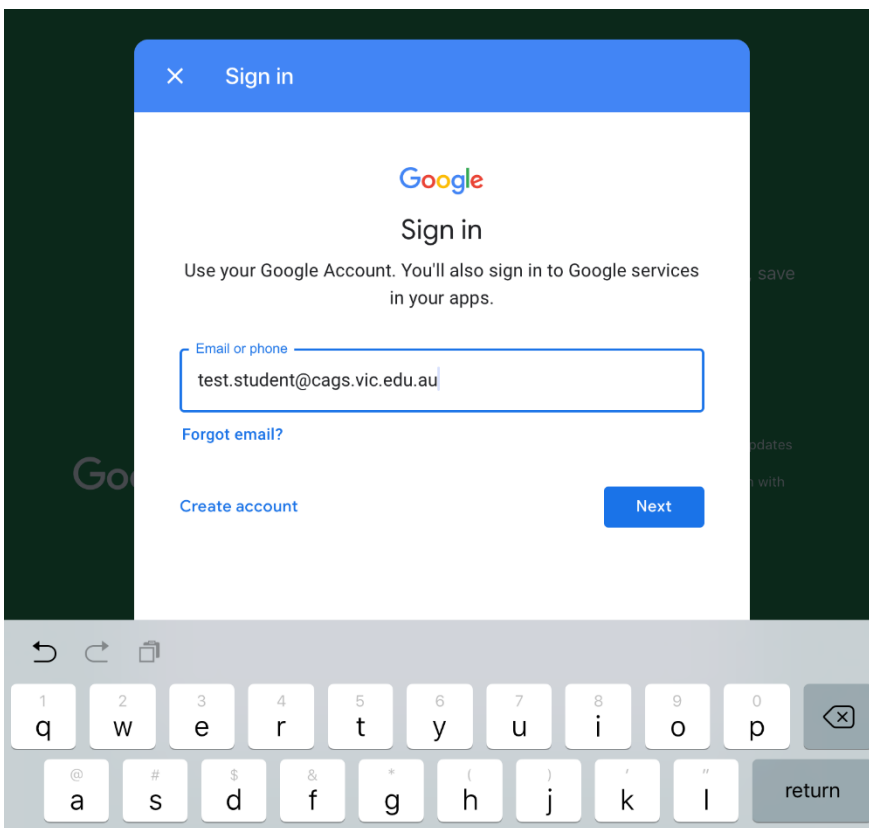 Sign in
Google
Sign in
Use your Google Account. You'll also sign in to Google services
in your apps.
save
Email or phone
test.student@cags.vic.edu.au
Forgot email?
pdates
Goo
with
Create account
Next
1 2 3 4 5 6 7 8 9 0
q w e r t y u i o p
@ # $ & * ( ) ' "
a s d f g h j k l return